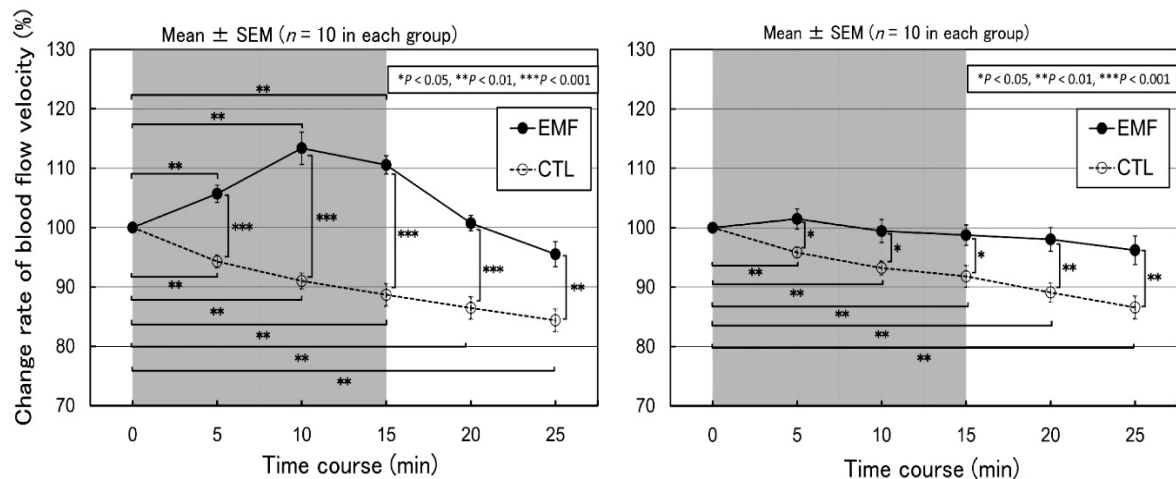 Change rate of blood flow velocity (%)
Mean ± SEM (n = 10 in each group)
*P < 0.05, **P < 0.01, ***P < 0.001
130
120
110
100
90
80
70
EMF
CTL
**
**
**
***
***
***
***
**
**
**
**
**
**
0 5 10 15 20 25
Time course (min)
Mean ± SEM (n = 10 in each group)
*P < 0.05, **P < 0.01, ***P < 0.001
130
120
110
100
90
80
70
EMF
CTL
*
*
*
**
**
**
**
**
**
**
0 5 10 15 20 25
Time course (min)